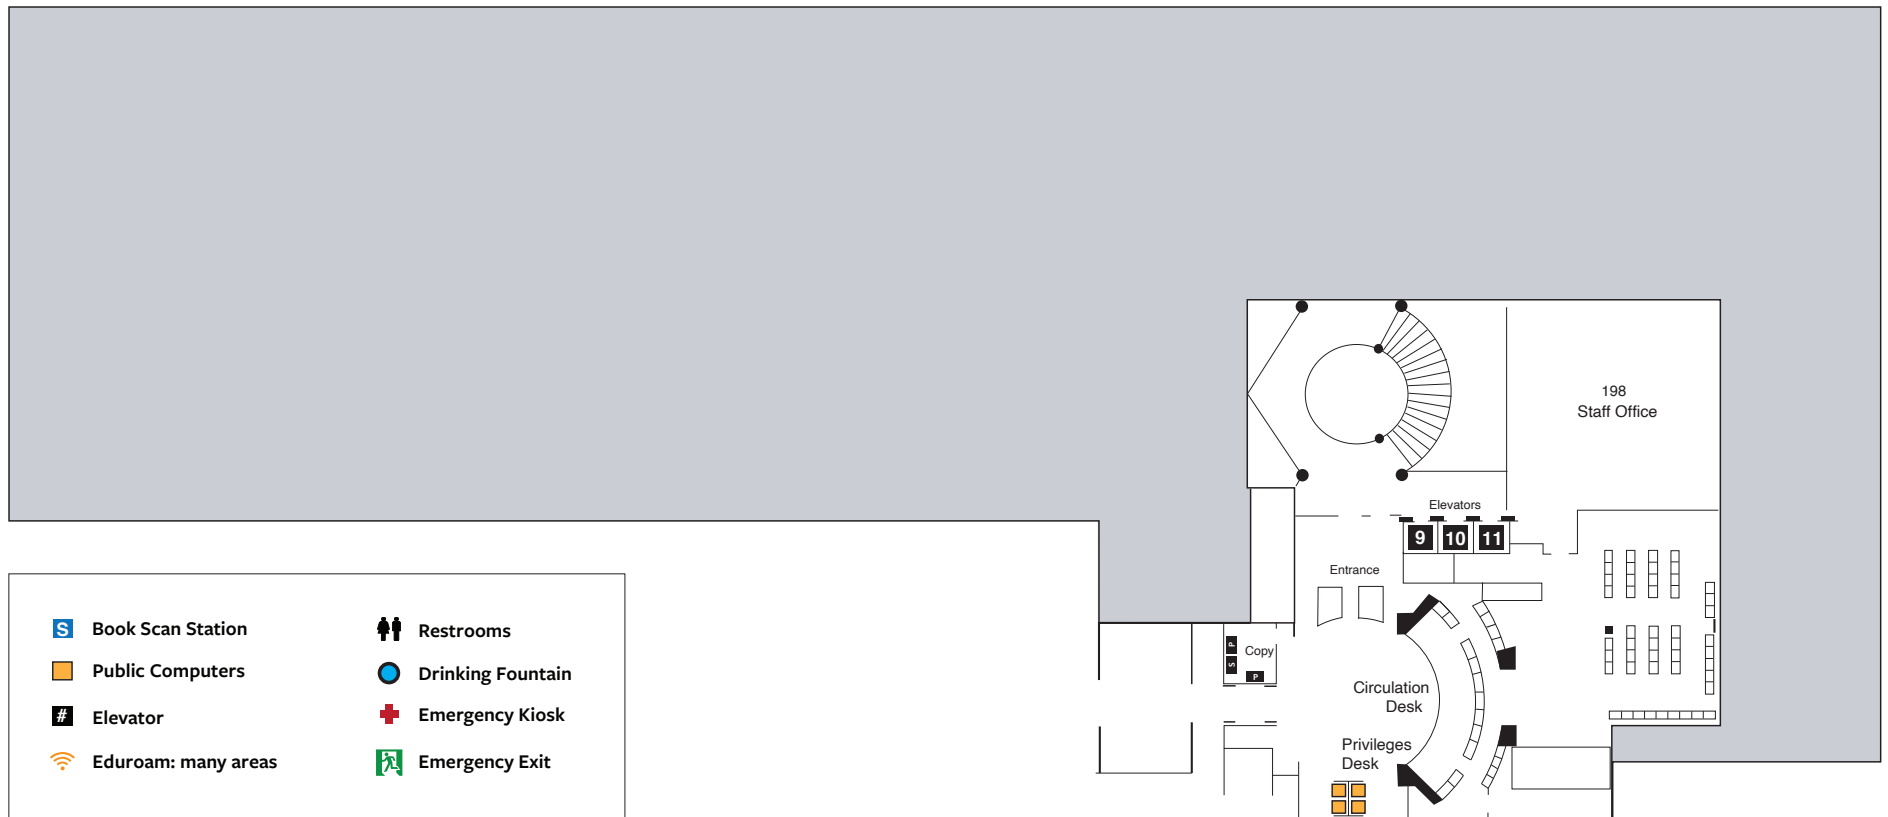 198
Staff Office
Elevators
9 10 11
Entrance
P
S
Copy
P
Circulation
Desk
Privileges
Desk
S Book Scan Station
Public Computers
# Elevator
Eduroam: many areas
Restrooms
Drinking Fountain
Emergency Kiosk
Emergency Exit